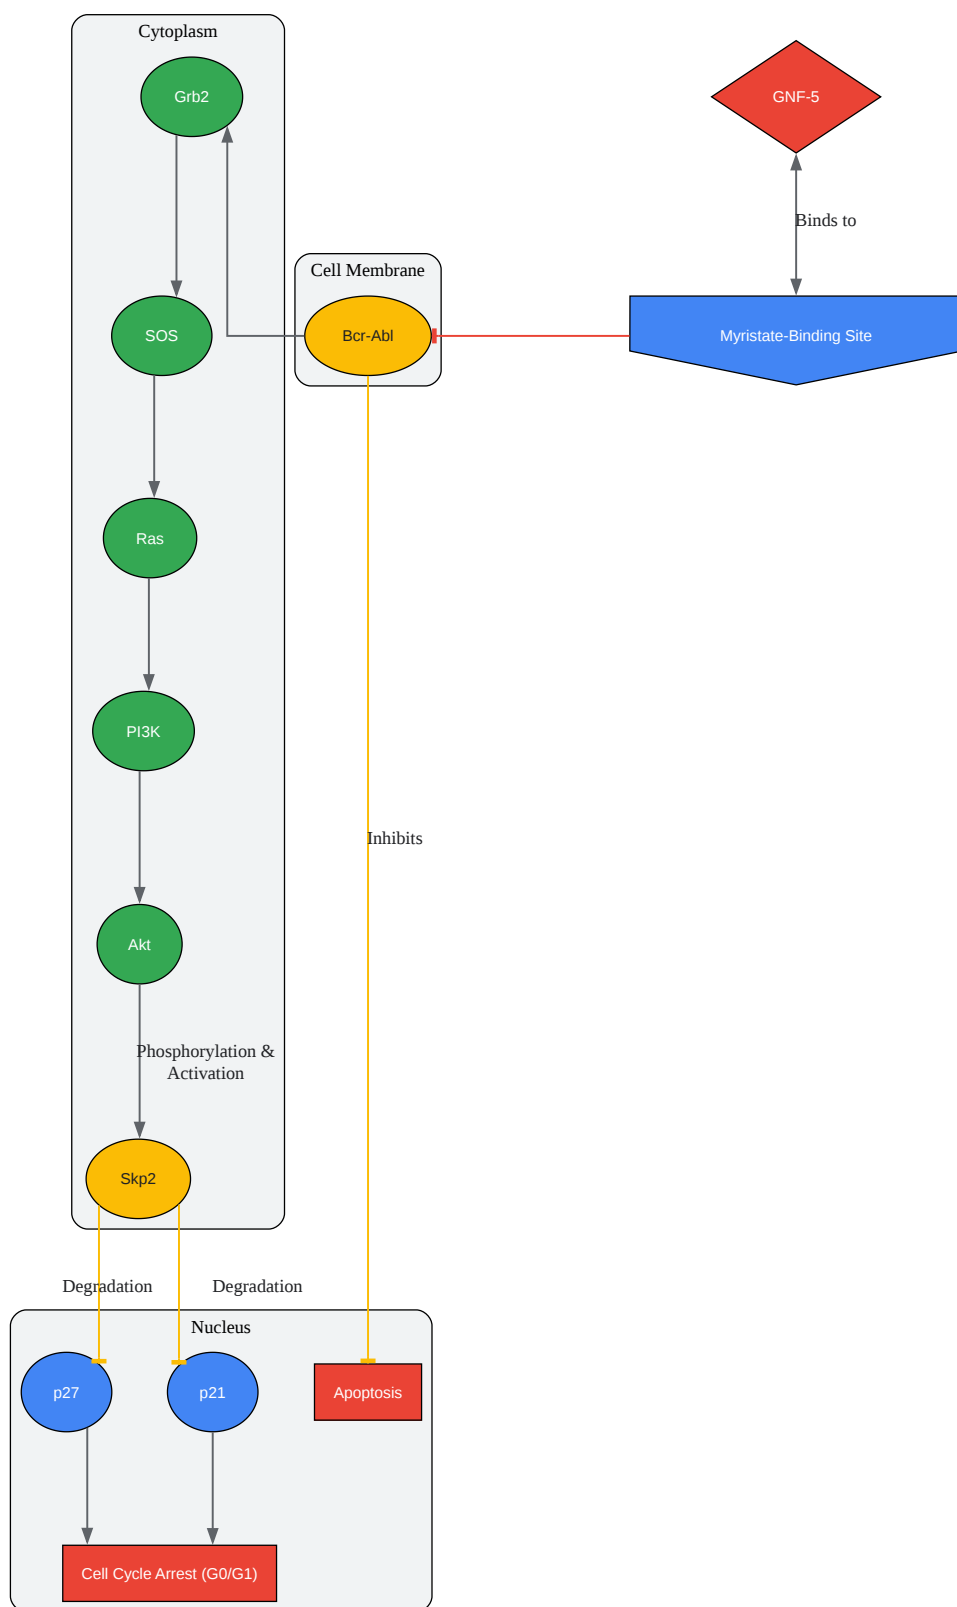 Cytoplasm
Grb2
GNF-5
Binds to
Cell Membrane
SOS
Bcr-Abl
Myristate-Binding Site
Ras
PI3K
Inhibits
Akt
Phosphorylation &
Activation
Skp2
Degradation
Degradation
Nucleus
p27
p21
Apoptosis
Cell Cycle Arrest (G0/G1)